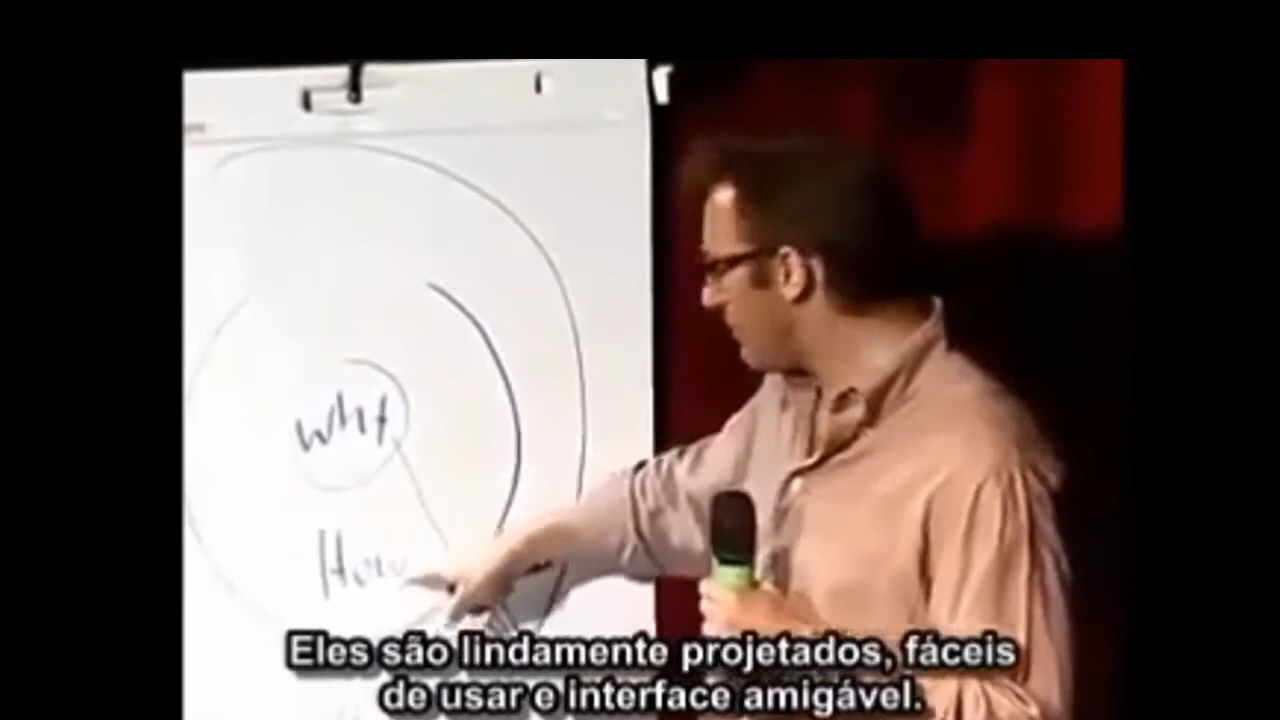 Why
How
Eles são lindamente projetados, fáceis
de usar e interface amigável.